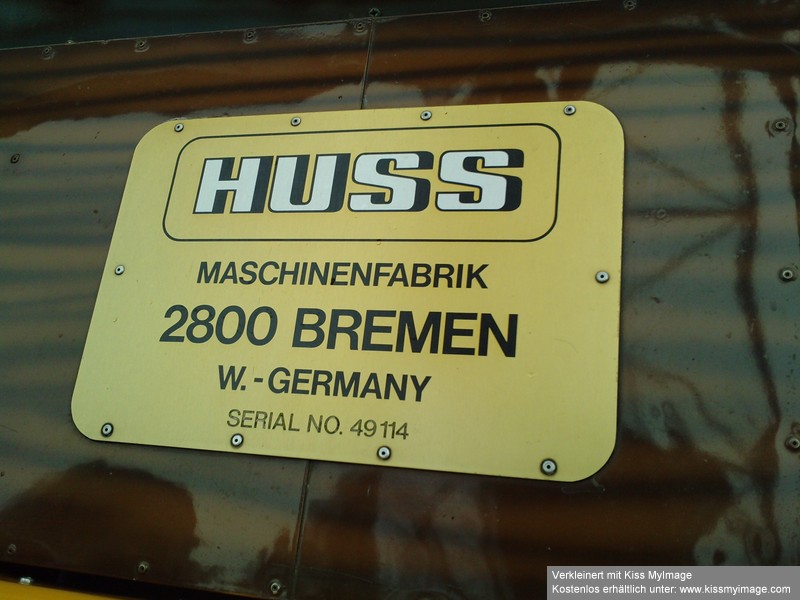 HUSS
MASCHINENFABRIK
2800 BREMEN
W.-GERMANY
SERIAL NO. 49114
Verkleinert mit Kiss MyImage
Kostenlos erhältlich unter: www.kissmyimage.com